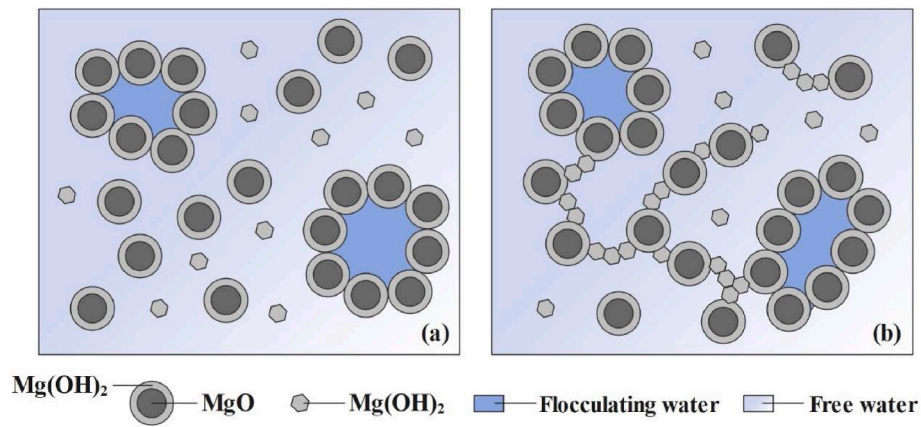 (a) (b)
Mg(OH)₂
MgO Mg(OH)₂ Flocculating water Free water